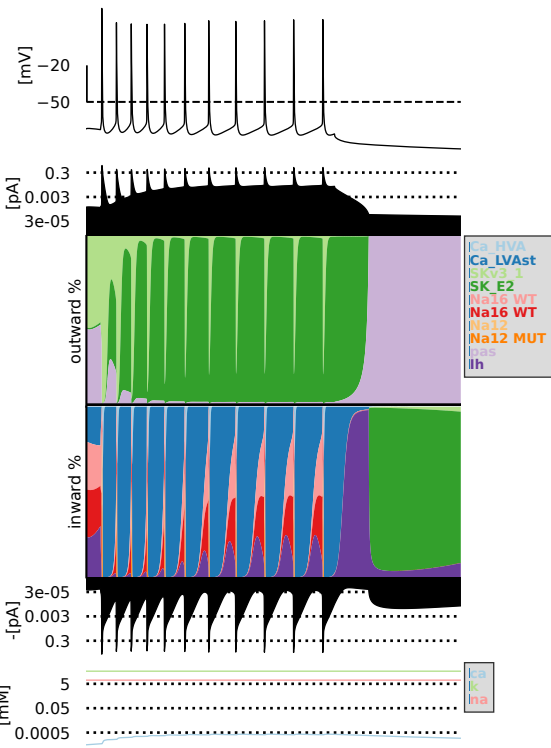 [mV]
−20
−50
[pA]
0.3
0.003
3e-05
outward %
Ca_HVA
Ca_LVAst
SKv3_1
SK_E2
Na16 WT
Na16 WT
Na12
Na12 MUT
pas
Ih
inward %
-[pA]
3e-05
0.003
0.3
[mM]
5
0.05
0.0005
ca
k
na